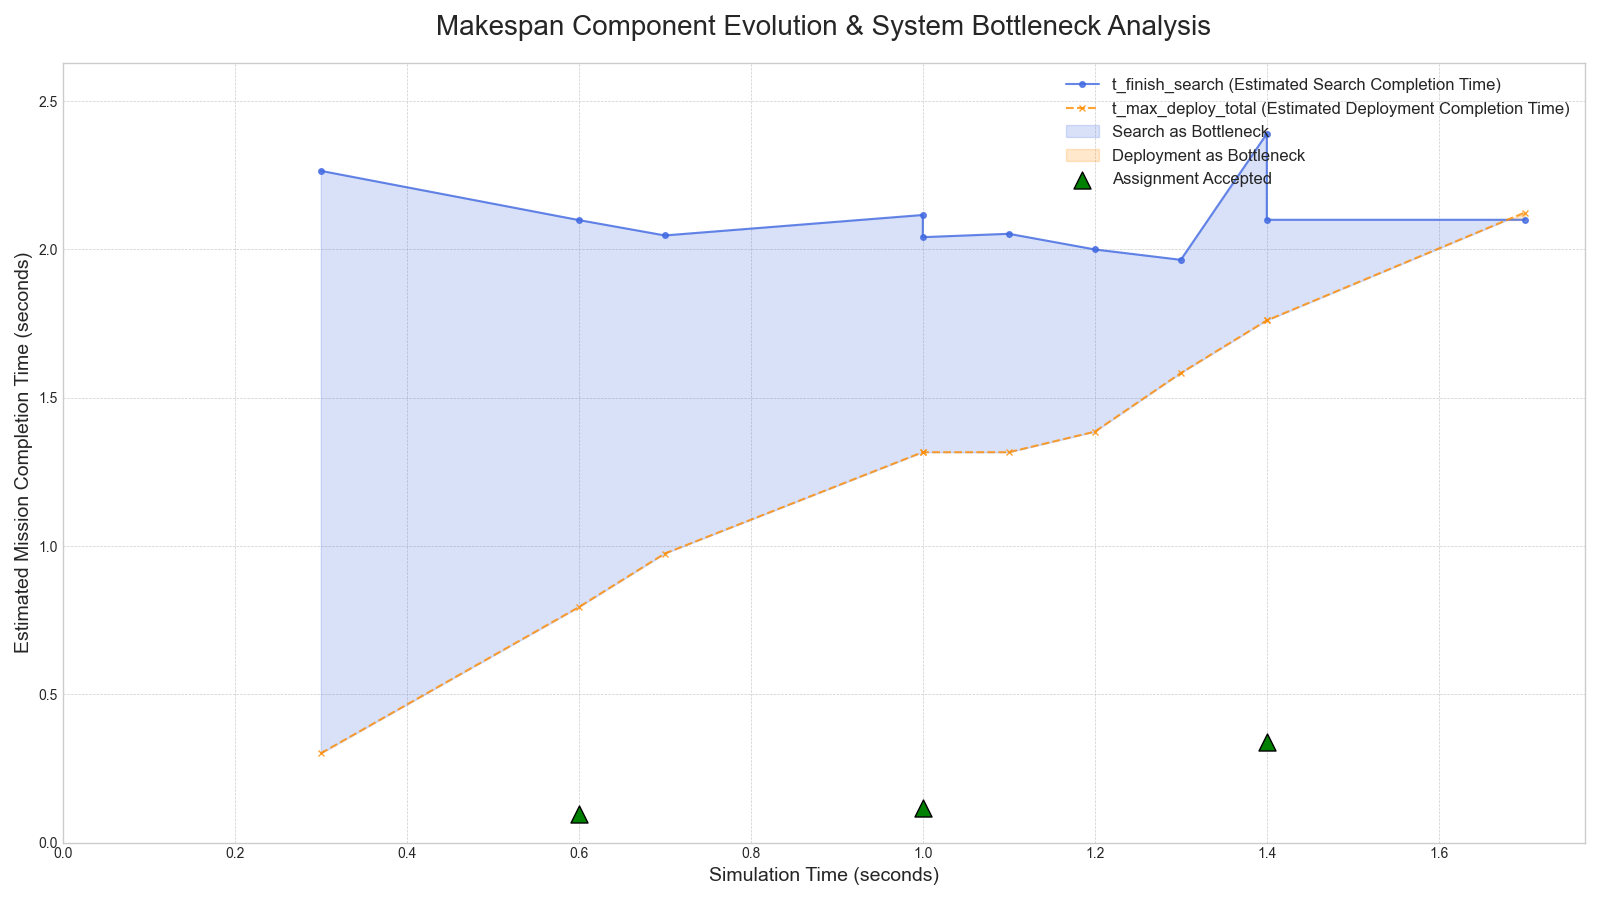 Makespan Component Evolution & System Bottleneck Analysis
t_finish_search (Estimated Search Completion Time)
t_max_deploy_total (Estimated Deployment Completion Time)
Search as Bottleneck
Deployment as Bottleneck
Assignment Accepted
Estimated Mission Completion Time (seconds)
2.5
2.0
1.5
1.0
0.5
0.0
0.0 0.2 0.4 0.6 0.8 1.0 1.2 1.4 1.6
Simulation Time (seconds)